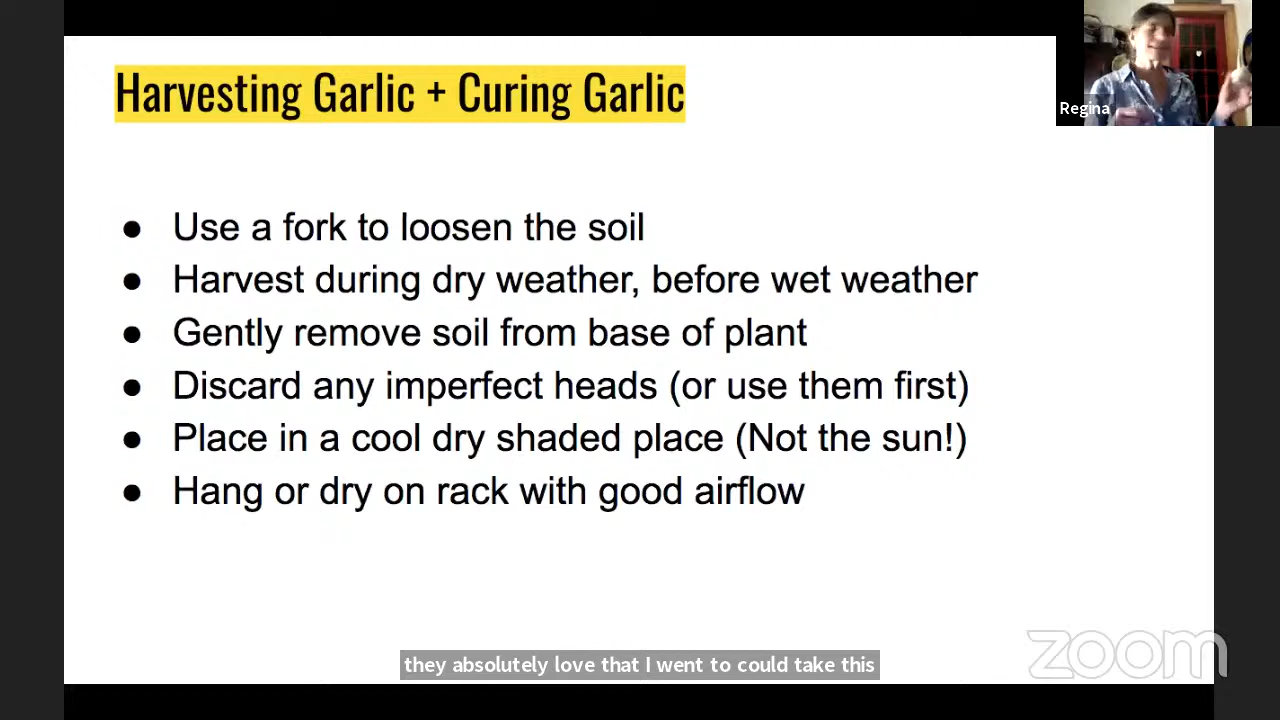 Harvesting Garlic + Curing Garlic
Regina
● Use a fork to loosen the soil
● Harvest during dry weather, before wet weather
● Gently remove soil from base of plant
● Discard any imperfect heads (or use them first)
● Place in a cool dry shaded place (Not the sun!)
● Hang or dry on rack with good airflow
they absolutely love that I went to could take this
zoom